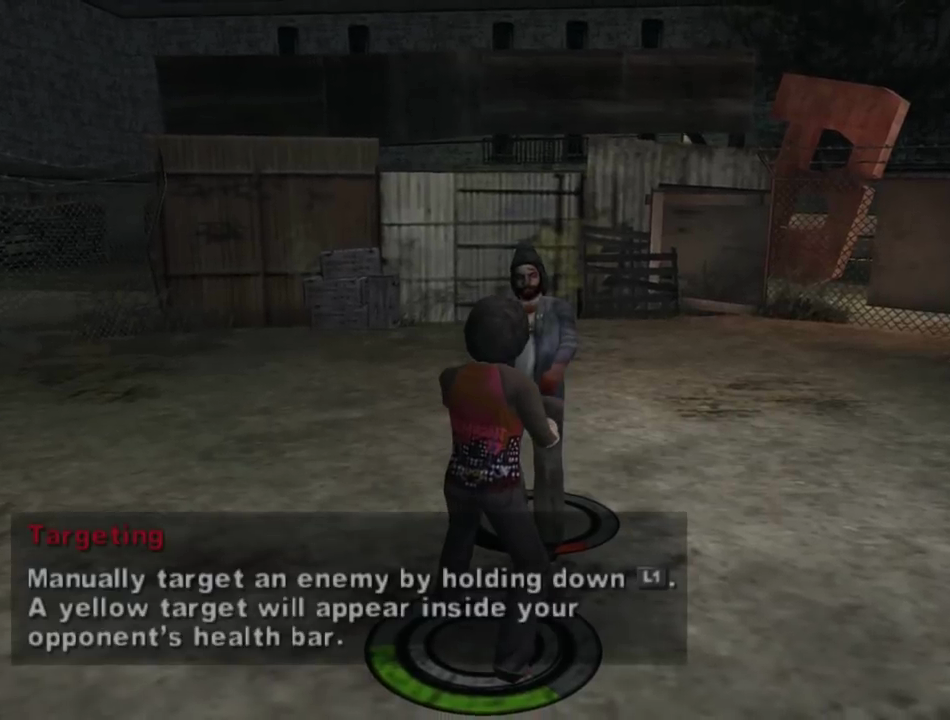 Targeting
Manually target an enemy by holding down L1.
A yellow target will appear inside your
opponent's health bar.